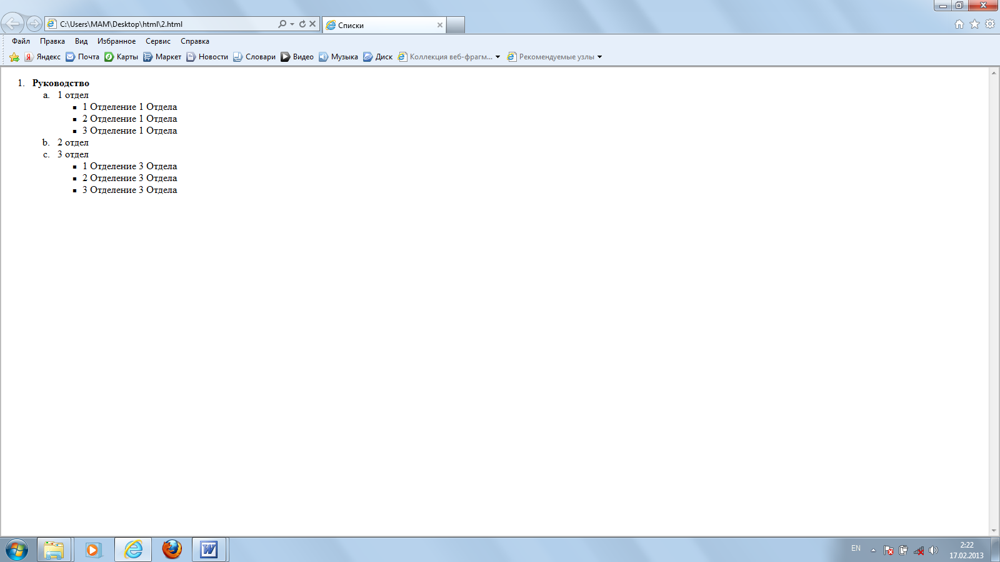 C:\Users\MAM\Desktop\html\2.html
Списки
Файл Правка Вид Избранное Сервис Справка
Яндекс Почта Карты Маркет Новости Словари Видео Музыка Диск Коллекция веб-фрагм... Рекомендуемые узлы
1. Руководство
a. 1 отдел
1 Отделение 1 Отдела
2 Отделение 1 Отдела
3 Отделение 1 Отдела
b. 2 отдел
c. 3 отдел
1 Отделение 3 Отдела
2 Отделение 3 Отдела
3 Отделение 3 Отдела
EN
2:22
17.02.2013